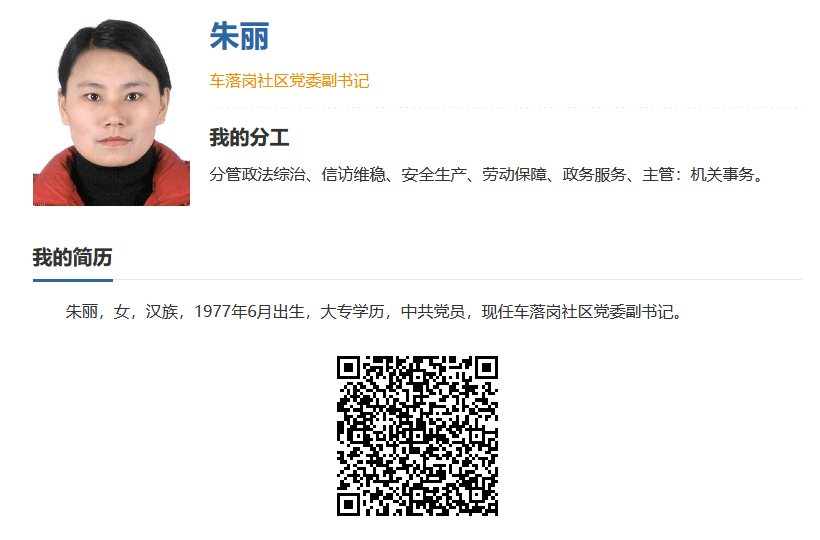 朱丽
车落岗社区党委副书记
我的分工
分管政法综治、信访维稳、安全生产、劳动保障、政务服务、主管：机关事务。
我的简历
朱丽，女，汉族，1977年6月出生，大专学历，中共党员，现任车落岗社区党委副书记。